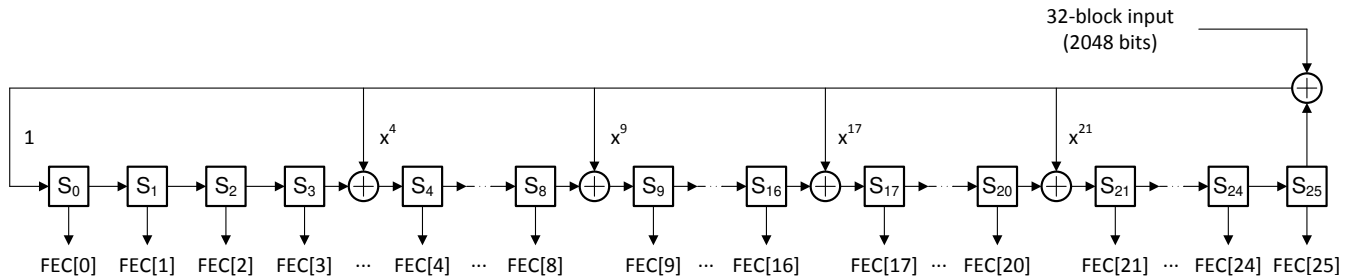 32-block input
(2048 bits)
1 x⁴ x⁹ x¹⁷ x²¹
S₀ S₁ S₂ S₃ S₄ ··· S₈ S₉ ··· S₁₆ S₁₇ ··· S₂₀ S₂₁ ··· S₂₄ S₂₅
FEC[0] FEC[1] FEC[2] FEC[3] ··· FEC[4] ··· FEC[8] FEC[9] ··· FEC[16] FEC[17] ··· FEC[20] FEC[21] ··· FEC[24] FEC[25]